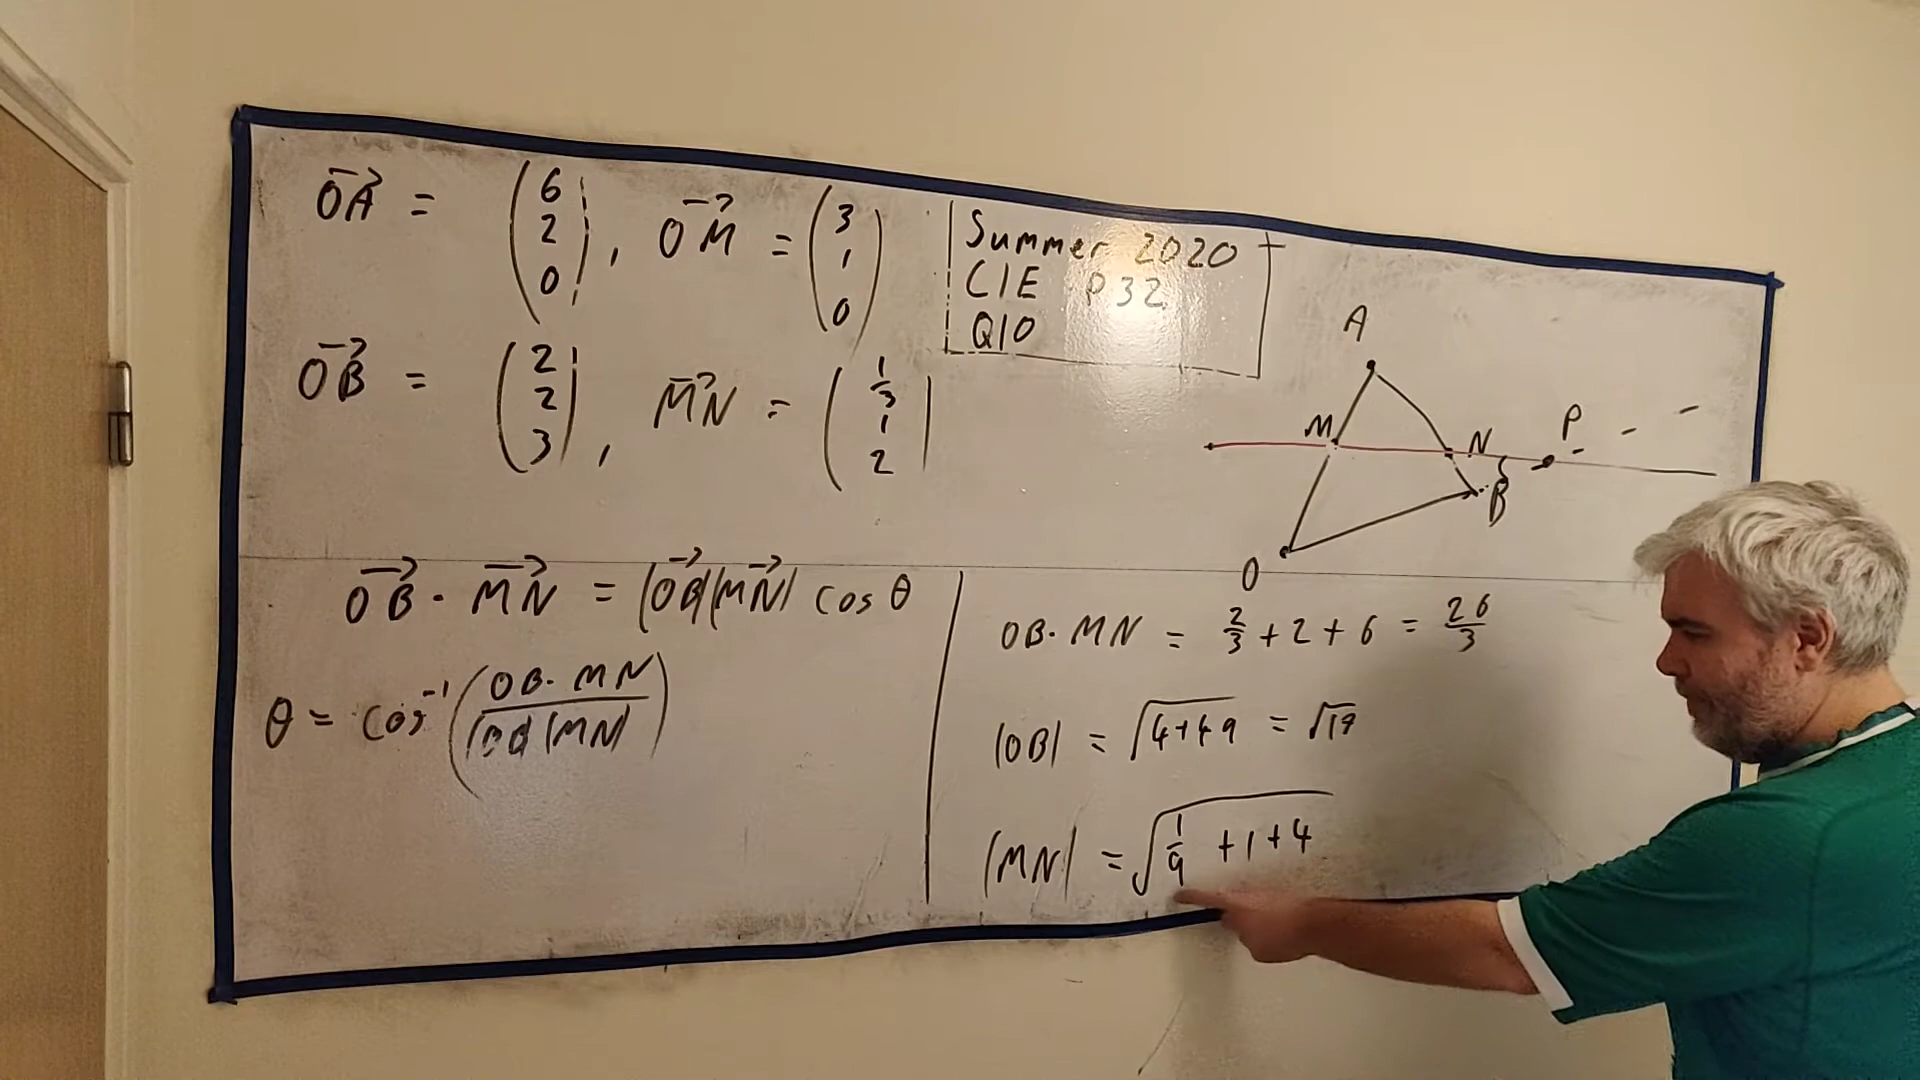 OA = (6 2 0), OM = (3 1 0)
Summer 2020
CIE P32
Q10
OB = (2 2 3), MN = (1/3 1 2)
A
M
N
P
B
O
OB · MN = |OB||MN| cos θ
θ = cos⁻¹(OB·MN / |OB||MN|)
OB·MN = 2/3 + 2 + 6 = 26/3
|OB| = √4+4+9 = √17
|MN| = √1/9 + 1 + 4